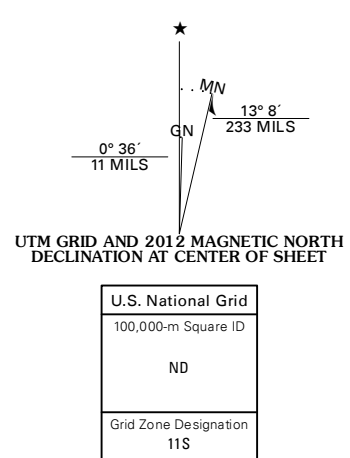 ★
MN
GN
13° 8´
233 MILS
0° 36´
11 MILS
UTM GRID AND 2012 MAGNETIC NORTH
DECLINATION AT CENTER OF SHEET
U.S. National Grid
100,000-m Square ID
ND
Grid Zone Designation
11S